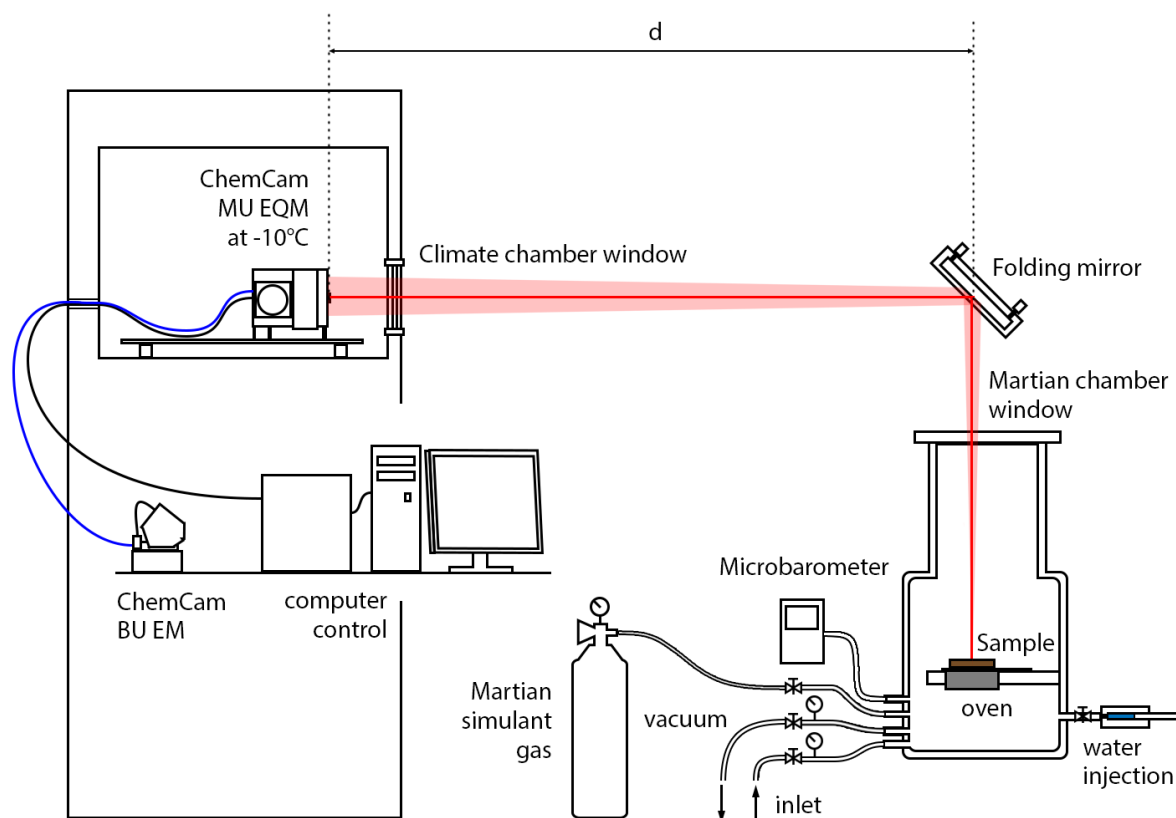 d
ChemCam
MU EQM
at -10°C
Climate chamber window
Folding mirror
Martian chamber
window
ChemCam
BU EM
computer
control
Microbarometer
Martian
simulant
gas
vacuum
inlet
Sample
oven
water
injection